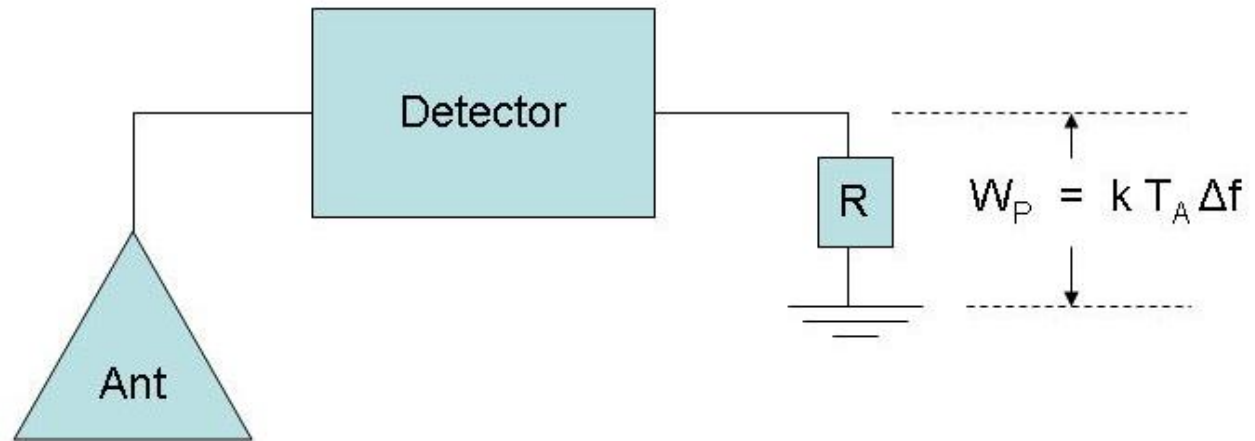 Detector
R
W_P = k T_A Δf
Ant